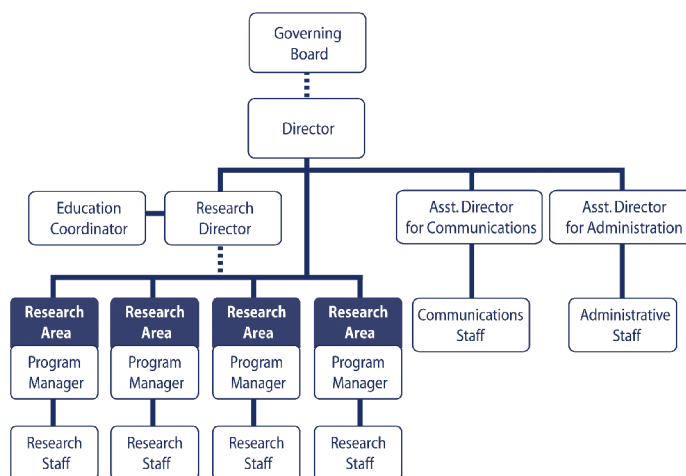 Governing
Board
Director
Education
Coordinator
Research
Director
Asst. Director
for Communications
Asst. Director
for Administration
Research
Area
Research
Area
Research
Area
Research
Area
Communications
Staff
Administrative
Staff
Program
Manager
Program
Manager
Program
Manager
Program
Manager
Research
Staff
Research
Staff
Research
Staff
Research
Staff